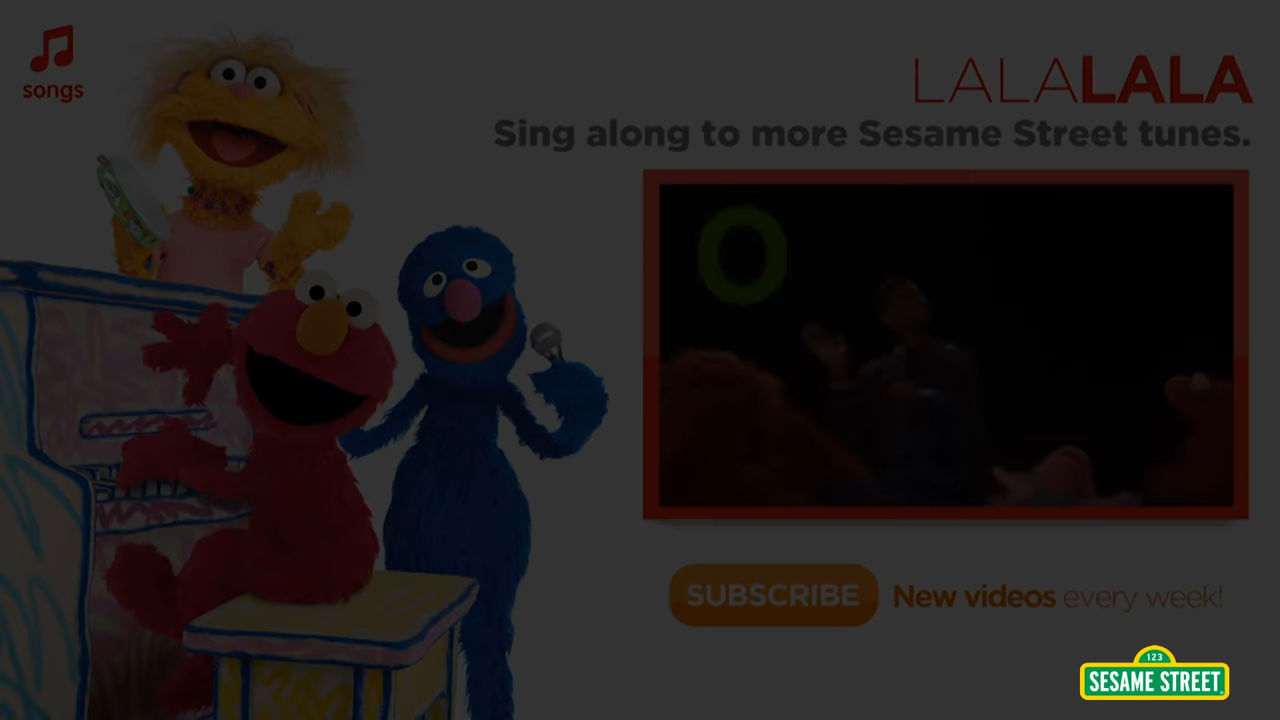 songs
LALALALA
Sing along to more Sesame Street tunes.
O
SUBSCRIBE New videos every week!
123
SESAME STREET